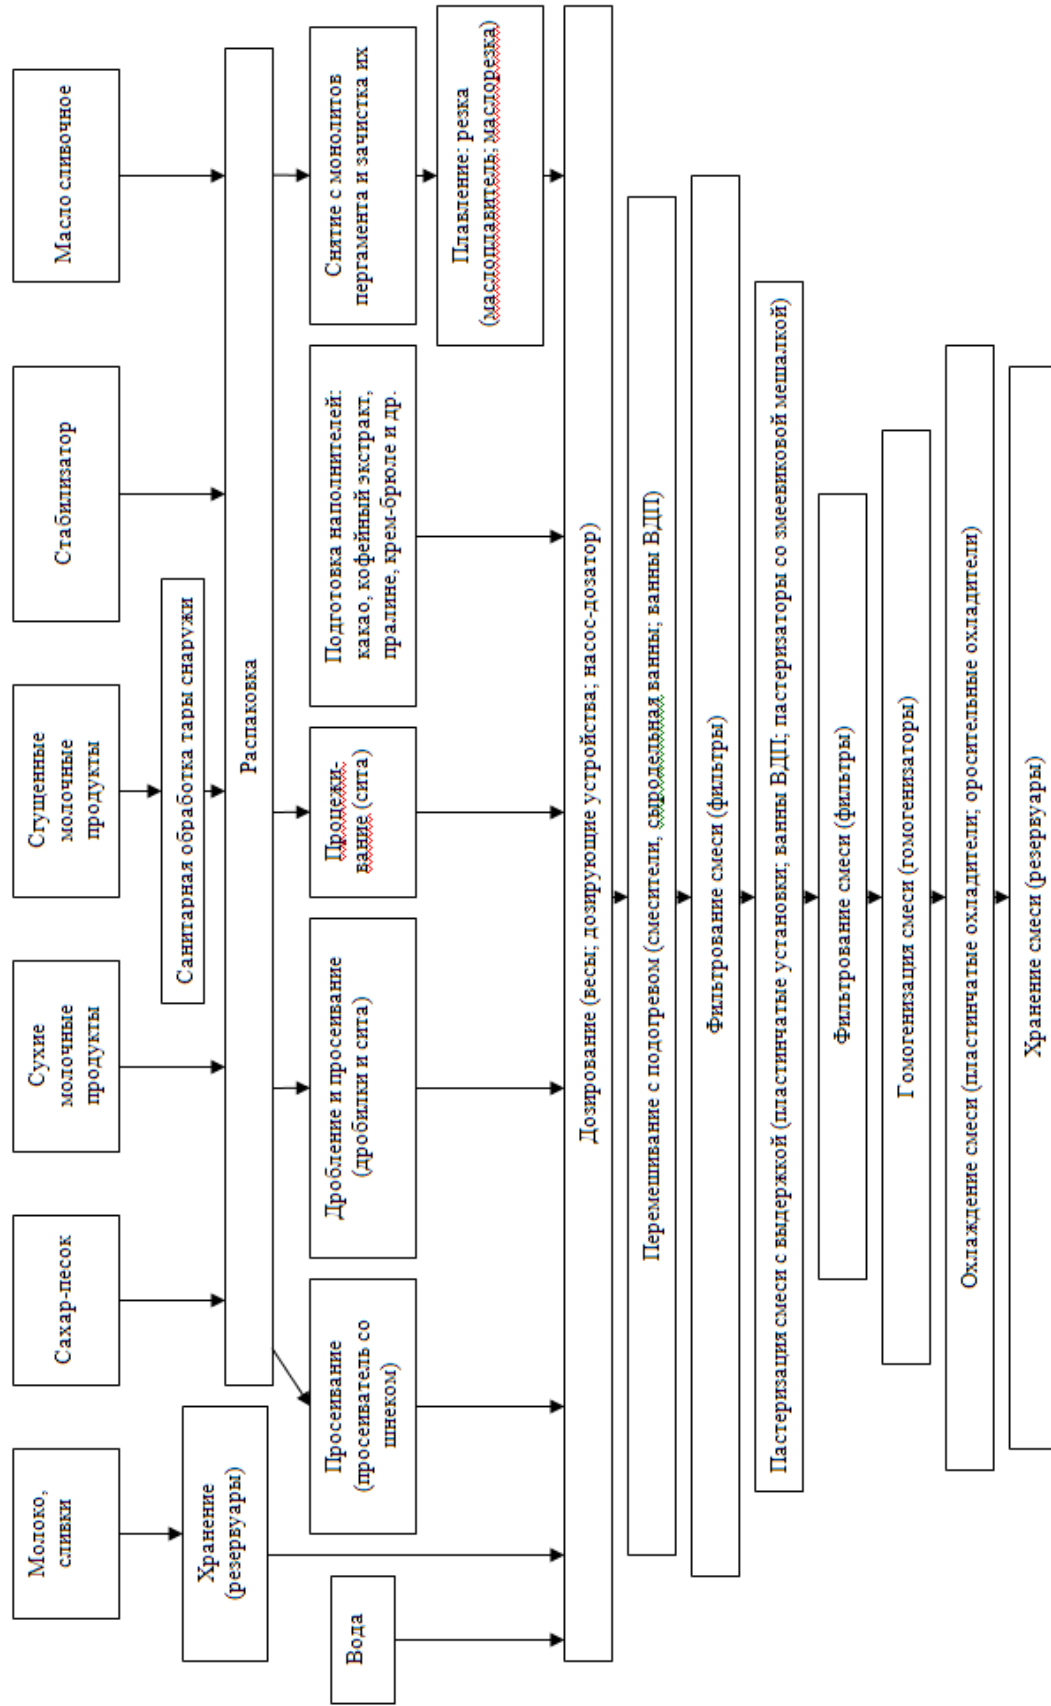 Молоко,
сливки
Сахар-песок
Сухие
молочные
продукты
Сгущенные
молочные
продукты
Стабилизатор
Масло сливочное
Санитарная обработка тары снаружи
Хранение
(резервуары)
Распаковка
Вода
Просеивание
(просеиватель со
шнеком)
Дробление и просеивание
(дробилки и сита)
Процежи-
вание (сита)
Подготовка наполнителей:
какао, кофейный экстракт,
пралине, крем-брюле и др.
Снятие с монолитов
пергамента и зачистка их
Плавление: резка
(маслоплавитель; маслорезка)
Дозирование (весы; дозирующие устройства; насос-дозатор)
Перемешивание с подогревом (смесители, сыродельная ванны; ванны ВДП)
Фильтрование смеси (фильтры)
Пастеризация смеси с выдержкой (пластинчатые установки; ванны ВДП; пастеризаторы со змеевиковой мешалкой)
Фильтрование смеси (фильтры)
Гомогенизация смеси (гомогенизаторы)
Охлаждение смеси (пластинчатые охладители; оросительные охладители)
Хранение смеси (резервуары)